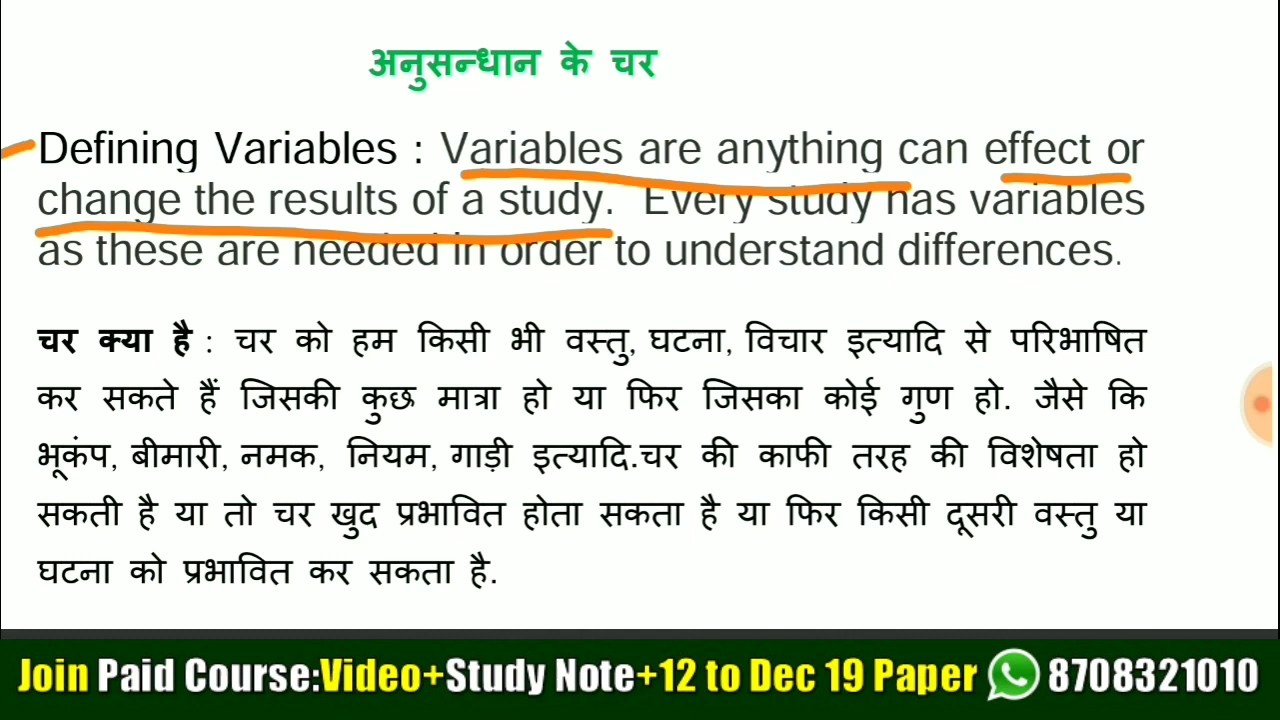 अनुसन्धान के चर
Defining Variables : Variables are anything can effect or
change the results of a study. Every study has variables
as these are needed in order to understand differences.
चर क्या है : चर को हम किसी भी वस्तु, घटना, विचार इत्यादि से परिभाषित
कर सकते हैं जिसकी कुछ मात्रा हो या फिर जिसका कोई गुण हो. जैसे कि
भूकंप, बीमारी, नमक, नियम, गाड़ी इत्यादि.चर की काफी तरह की विशेषता हो
सकती है या तो चर खुद प्रभावित होता सकता है या फिर किसी दूसरी वस्तु या
घटना को प्रभावित कर सकता है.
Join Paid Course:Video+Study Note+12 to Dec 19 Paper 8708321010